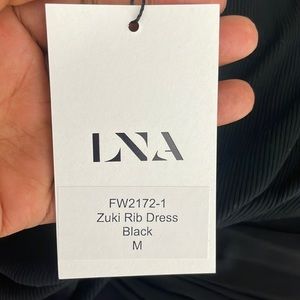 LNA
FW2172-1
Zuki Rib Dress
Black
M